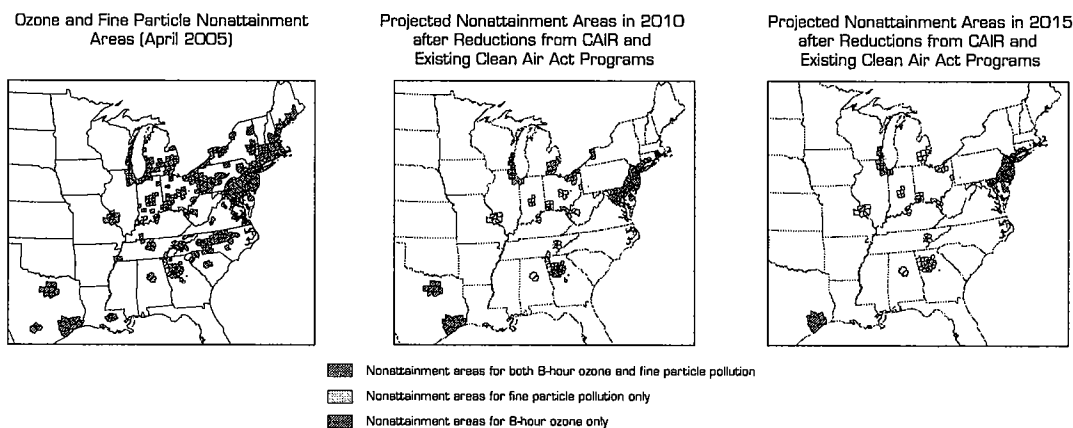 Ozone and Fine Particle Nonattainment
Areas (April 2005)
Projected Nonattainment Areas in 2010
after Reductions from CAIR and
Existing Clean Air Act Programs
Projected Nonattainment Areas in 2015
after Reductions from CAIR and
Existing Clean Air Act Programs
Nonattainment areas for both 8-hour ozone and fine particle pollution
Nonattainment areas for fine particle pollution only
Nonattainment areas for 8-hour ozone only